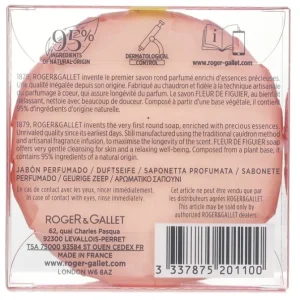 95%
INGREDIENTS
OF NATURAL ORIGIN
DERMATOLOGICAL
CONTROL
www.roger-gallet.com
1879, ROGER&GALLET invente le premier savon rond parfumé enrichi d'essences précieuses.
Une qualité inégalée depuis son origine. Fabriqué au chaudron et fidèle à la technique artisanale
du parfumage à coeur, qui assure longévité du parfum. Le savon FLEUR DE FIGUIER, au parfum bienfaisant,
nettoie avec beaucoup de douceur. Composé à partir d'une base végétale, il contient 95%
d'ingrédients d'origine naturelle.
1879, ROGER&GALLET invents the very first round soap, enriched with precious essences.
Unrivaled quality since its earliest days. Still manufactured using the traditional cauldron method
and artisanal fragrance infusion, to maximise the longevity of the scent. FLEUR DE FIGUIER soap
offers very gentle cleansing for skin and a relaxing well-being. Composed from a plant base, it
contains 95% ingredients of natural origin.
JABÓN PERFUMADO / DUFTSEIFE / SAPONETTA PROFUMATA / SABONETE
PERFUMADO / GEURIGE ZEEP / ΑΡΩΜΑΤΙΚΟ ΣΑΠΟΥΝΙ
En cas de contact avec les yeux, rincer immédiatement.
In case of contact with eyes, rinse immediately.
Cet article ne peut être vendu que par
les distributeurs agréés ROGER&GALLET.
This article may only be sold by
authorized ROGER&GALLET dealers.
ROGER & GALLET
62, quai Charles Pasqua
92300 LEVALLOIS-PERRET
TSA 75000 93584 ST OUEN CEDEX FR
MADE IN FRANCE
LONDON, W6 8AZ
3 337875 201100